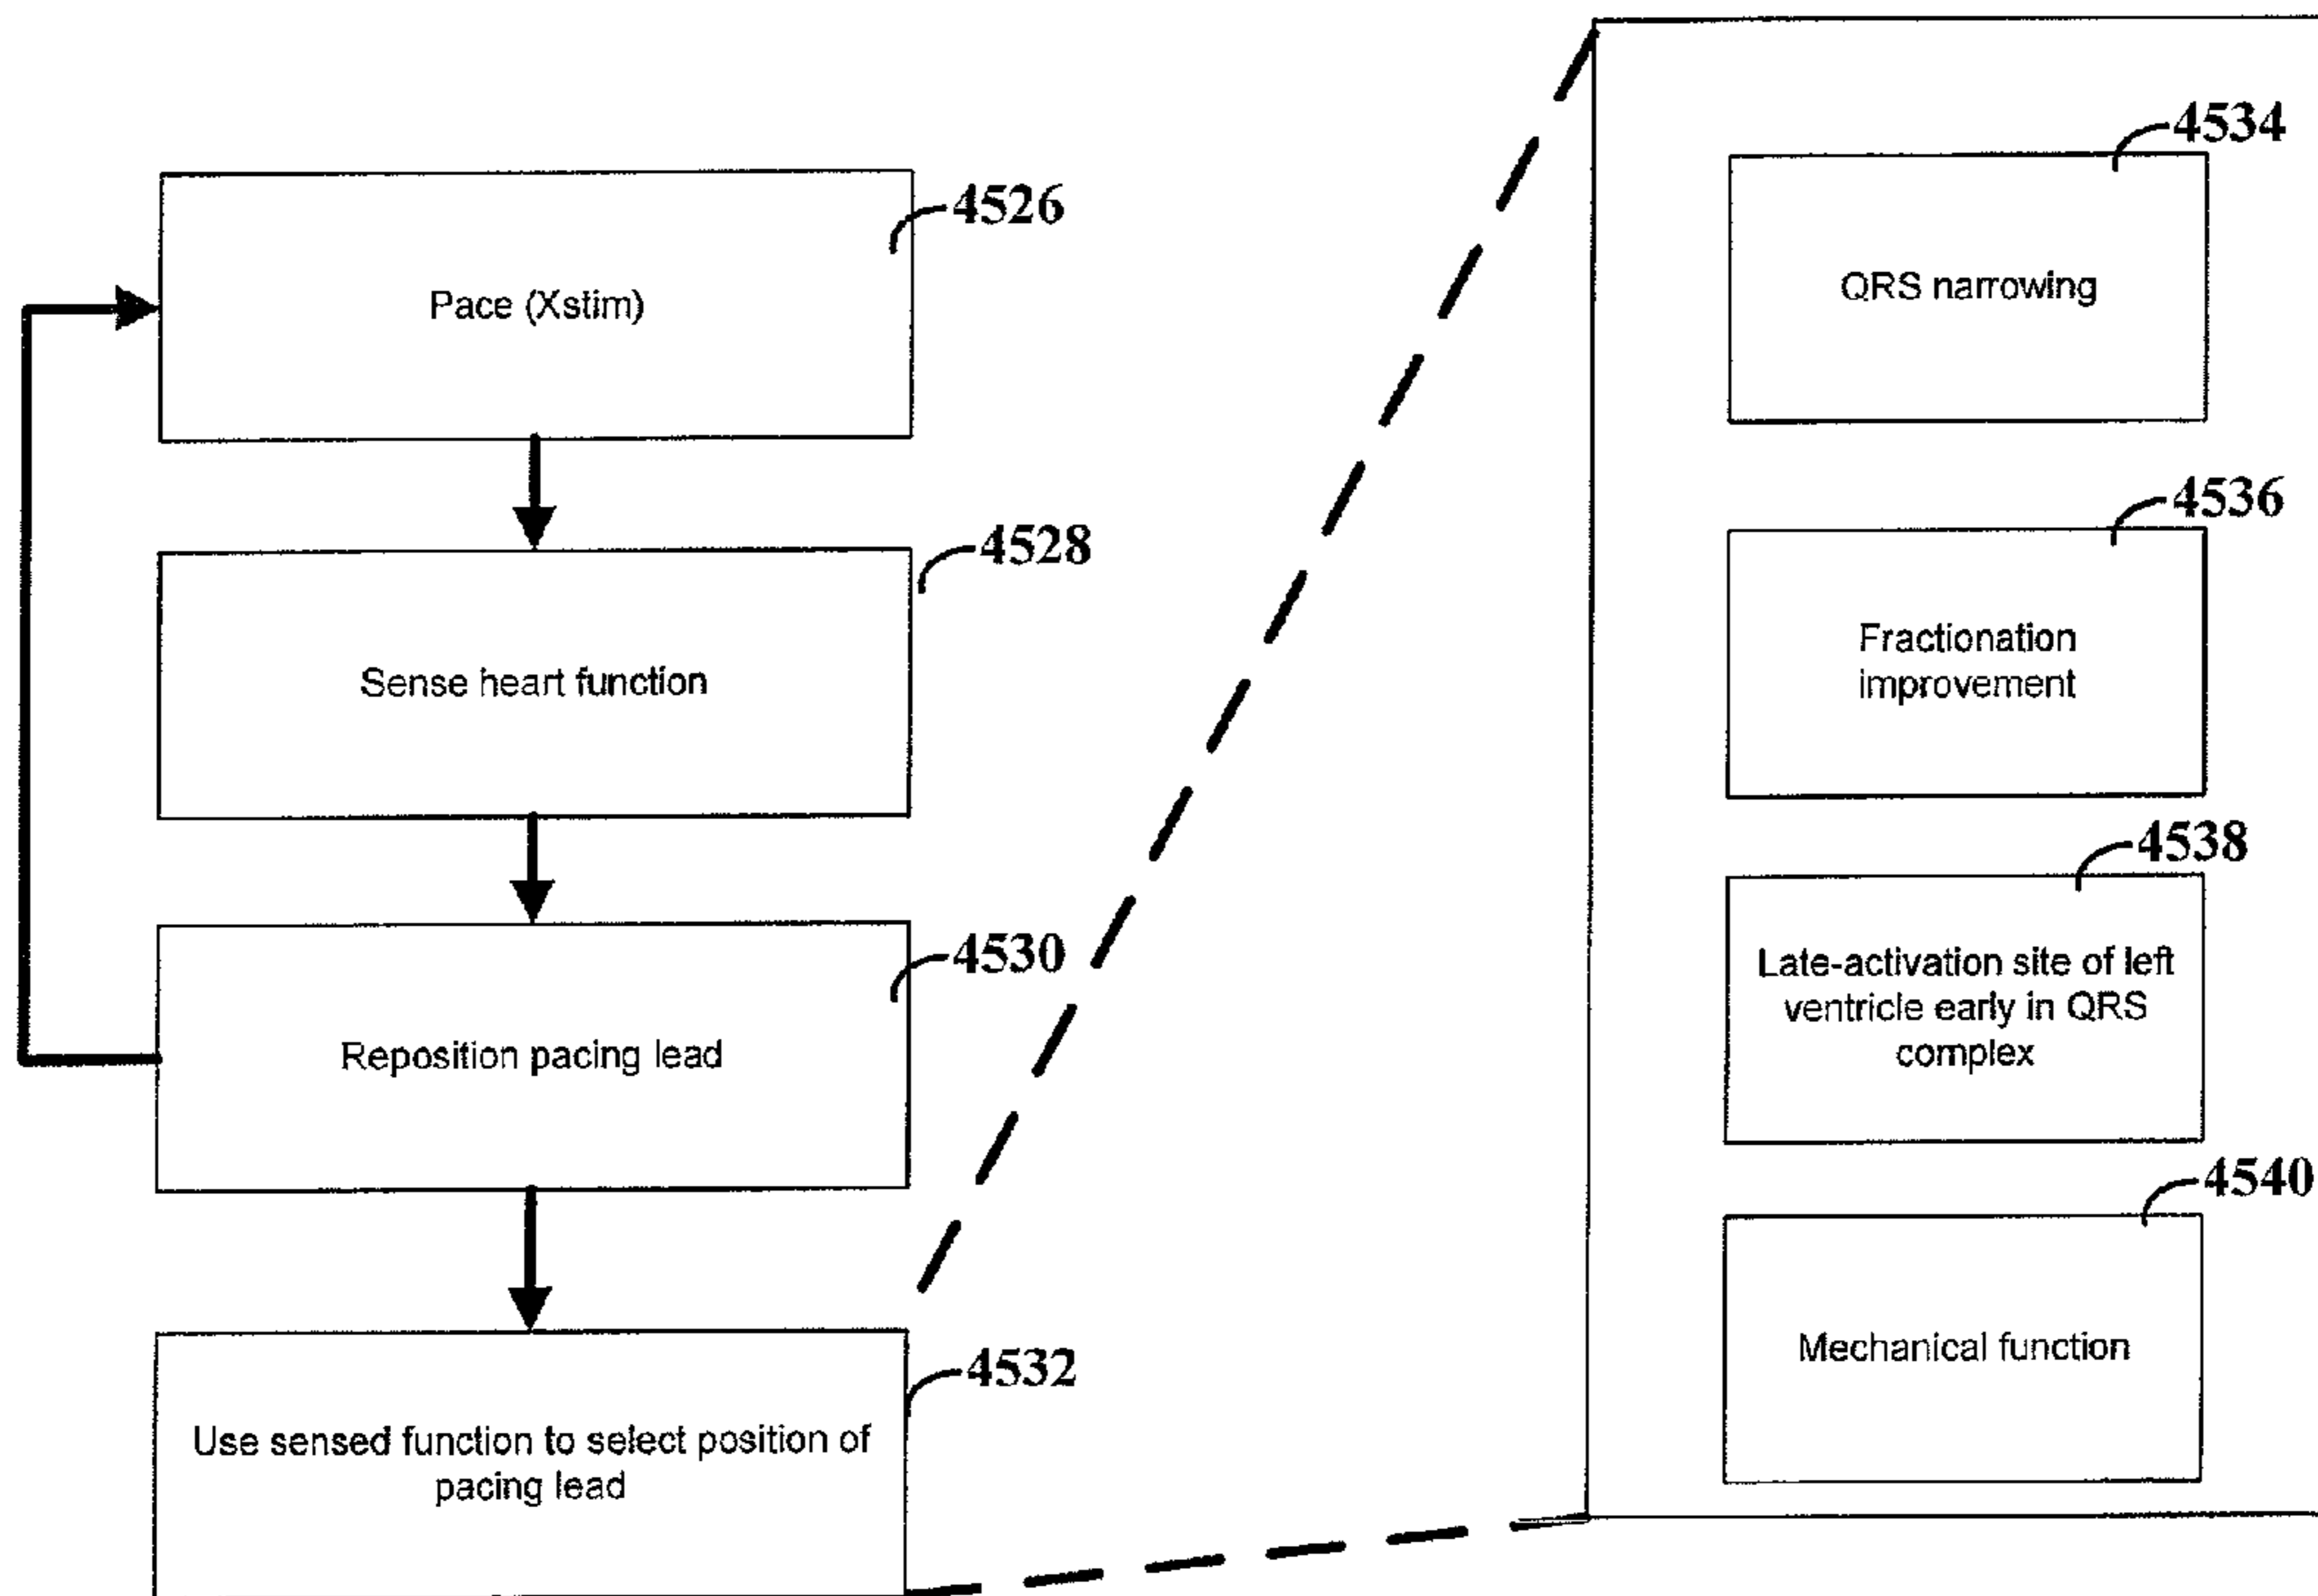 4526
Pace (Xstim)
4528
Sense heart function
4530
Reposition pacing lead
4532
Use sensed function to select position of
pacing lead
4534
QRS narrowing
4536
Fractionation
improvement
4538
Late-activation site of left
ventricle early in QRS
complex
4540
Mechanical function